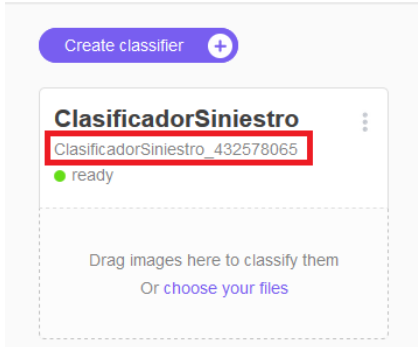 Create classifier
ClasificadorSiniestro
ClasificadorSiniestro_432578065
ready
Drag images here to classify them
Or choose your files